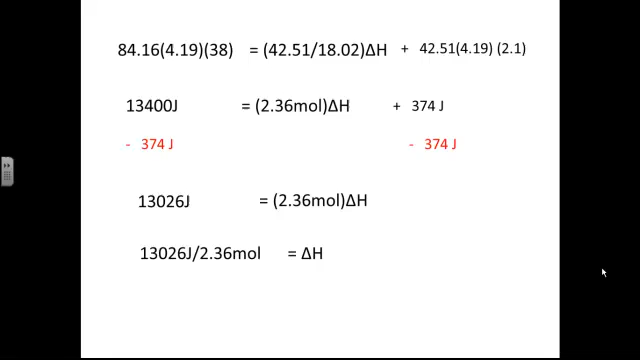 84.16(4.19)(38) = (42.51/18.02)ΔH + 42.51(4.19) (2.1)
13400J = (2.36mol)ΔH + 374 J
- 374 J - 374 J
13026J = (2.36mol)ΔH
13026J/2.36mol = ΔH